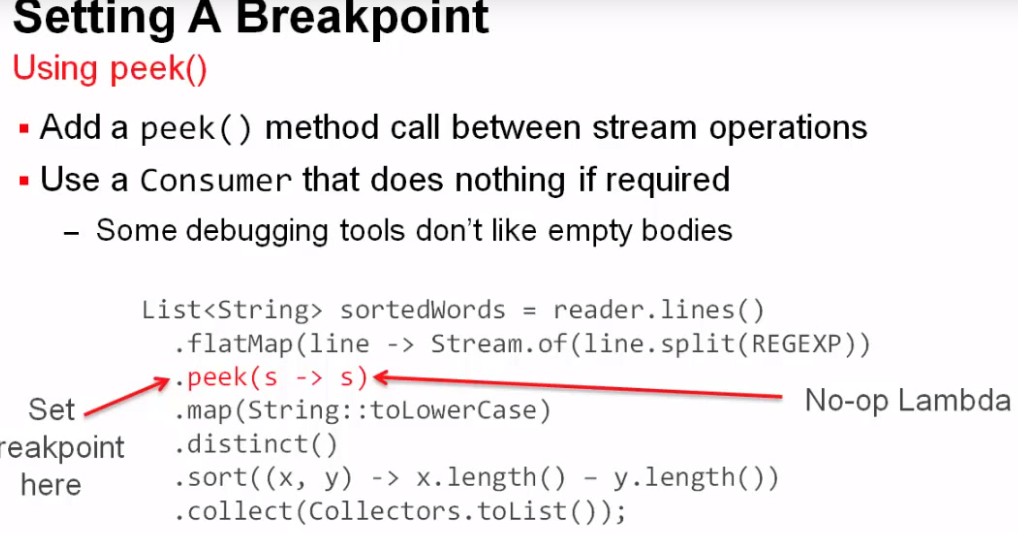 Setting A Breakpoint
Using peek()
Add a peek() method call between stream operations
Use a Consumer that does nothing if required
– Some debugging tools don't like empty bodies
List<String> sortedWords = reader.lines()
.flatMap(line -> Stream.of(line.split(REGEXP))
.peek(s -> s)
.map(String::toLowerCase)
.distinct()
.sort((x, y) -> x.length() – y.length())
.collect(Collectors.toList());
Set
reakpoint
here
No-op Lambda